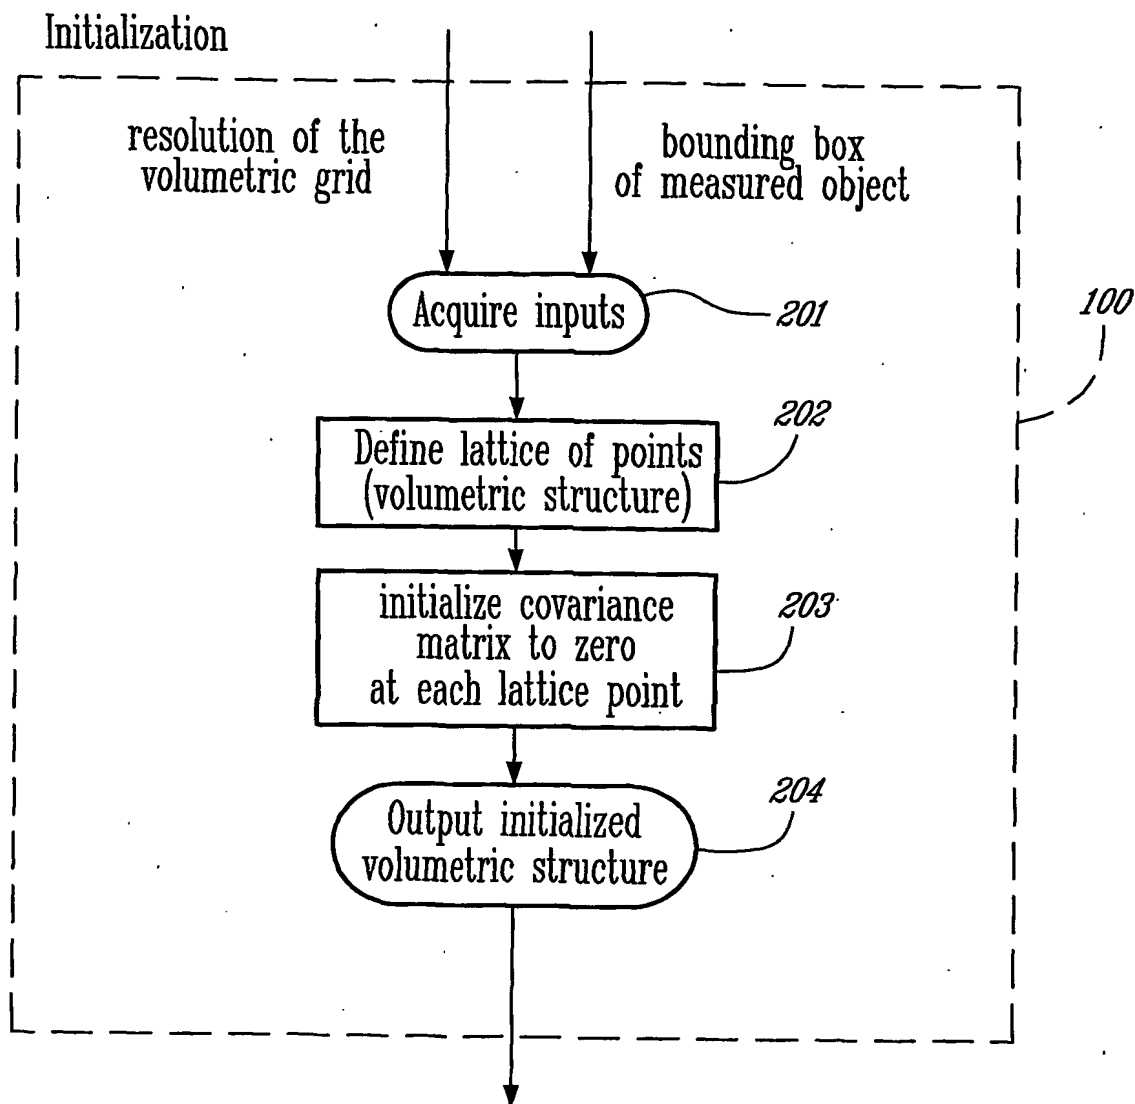 Initialization
resolution of the
volumetric grid
bounding box
of measured object
Acquire inputs
201
100
202
Define lattice of points
(volumetric structure)
203
initialize covariance
matrix to zero
at each lattice point
204
Output initialized
volumetric structure